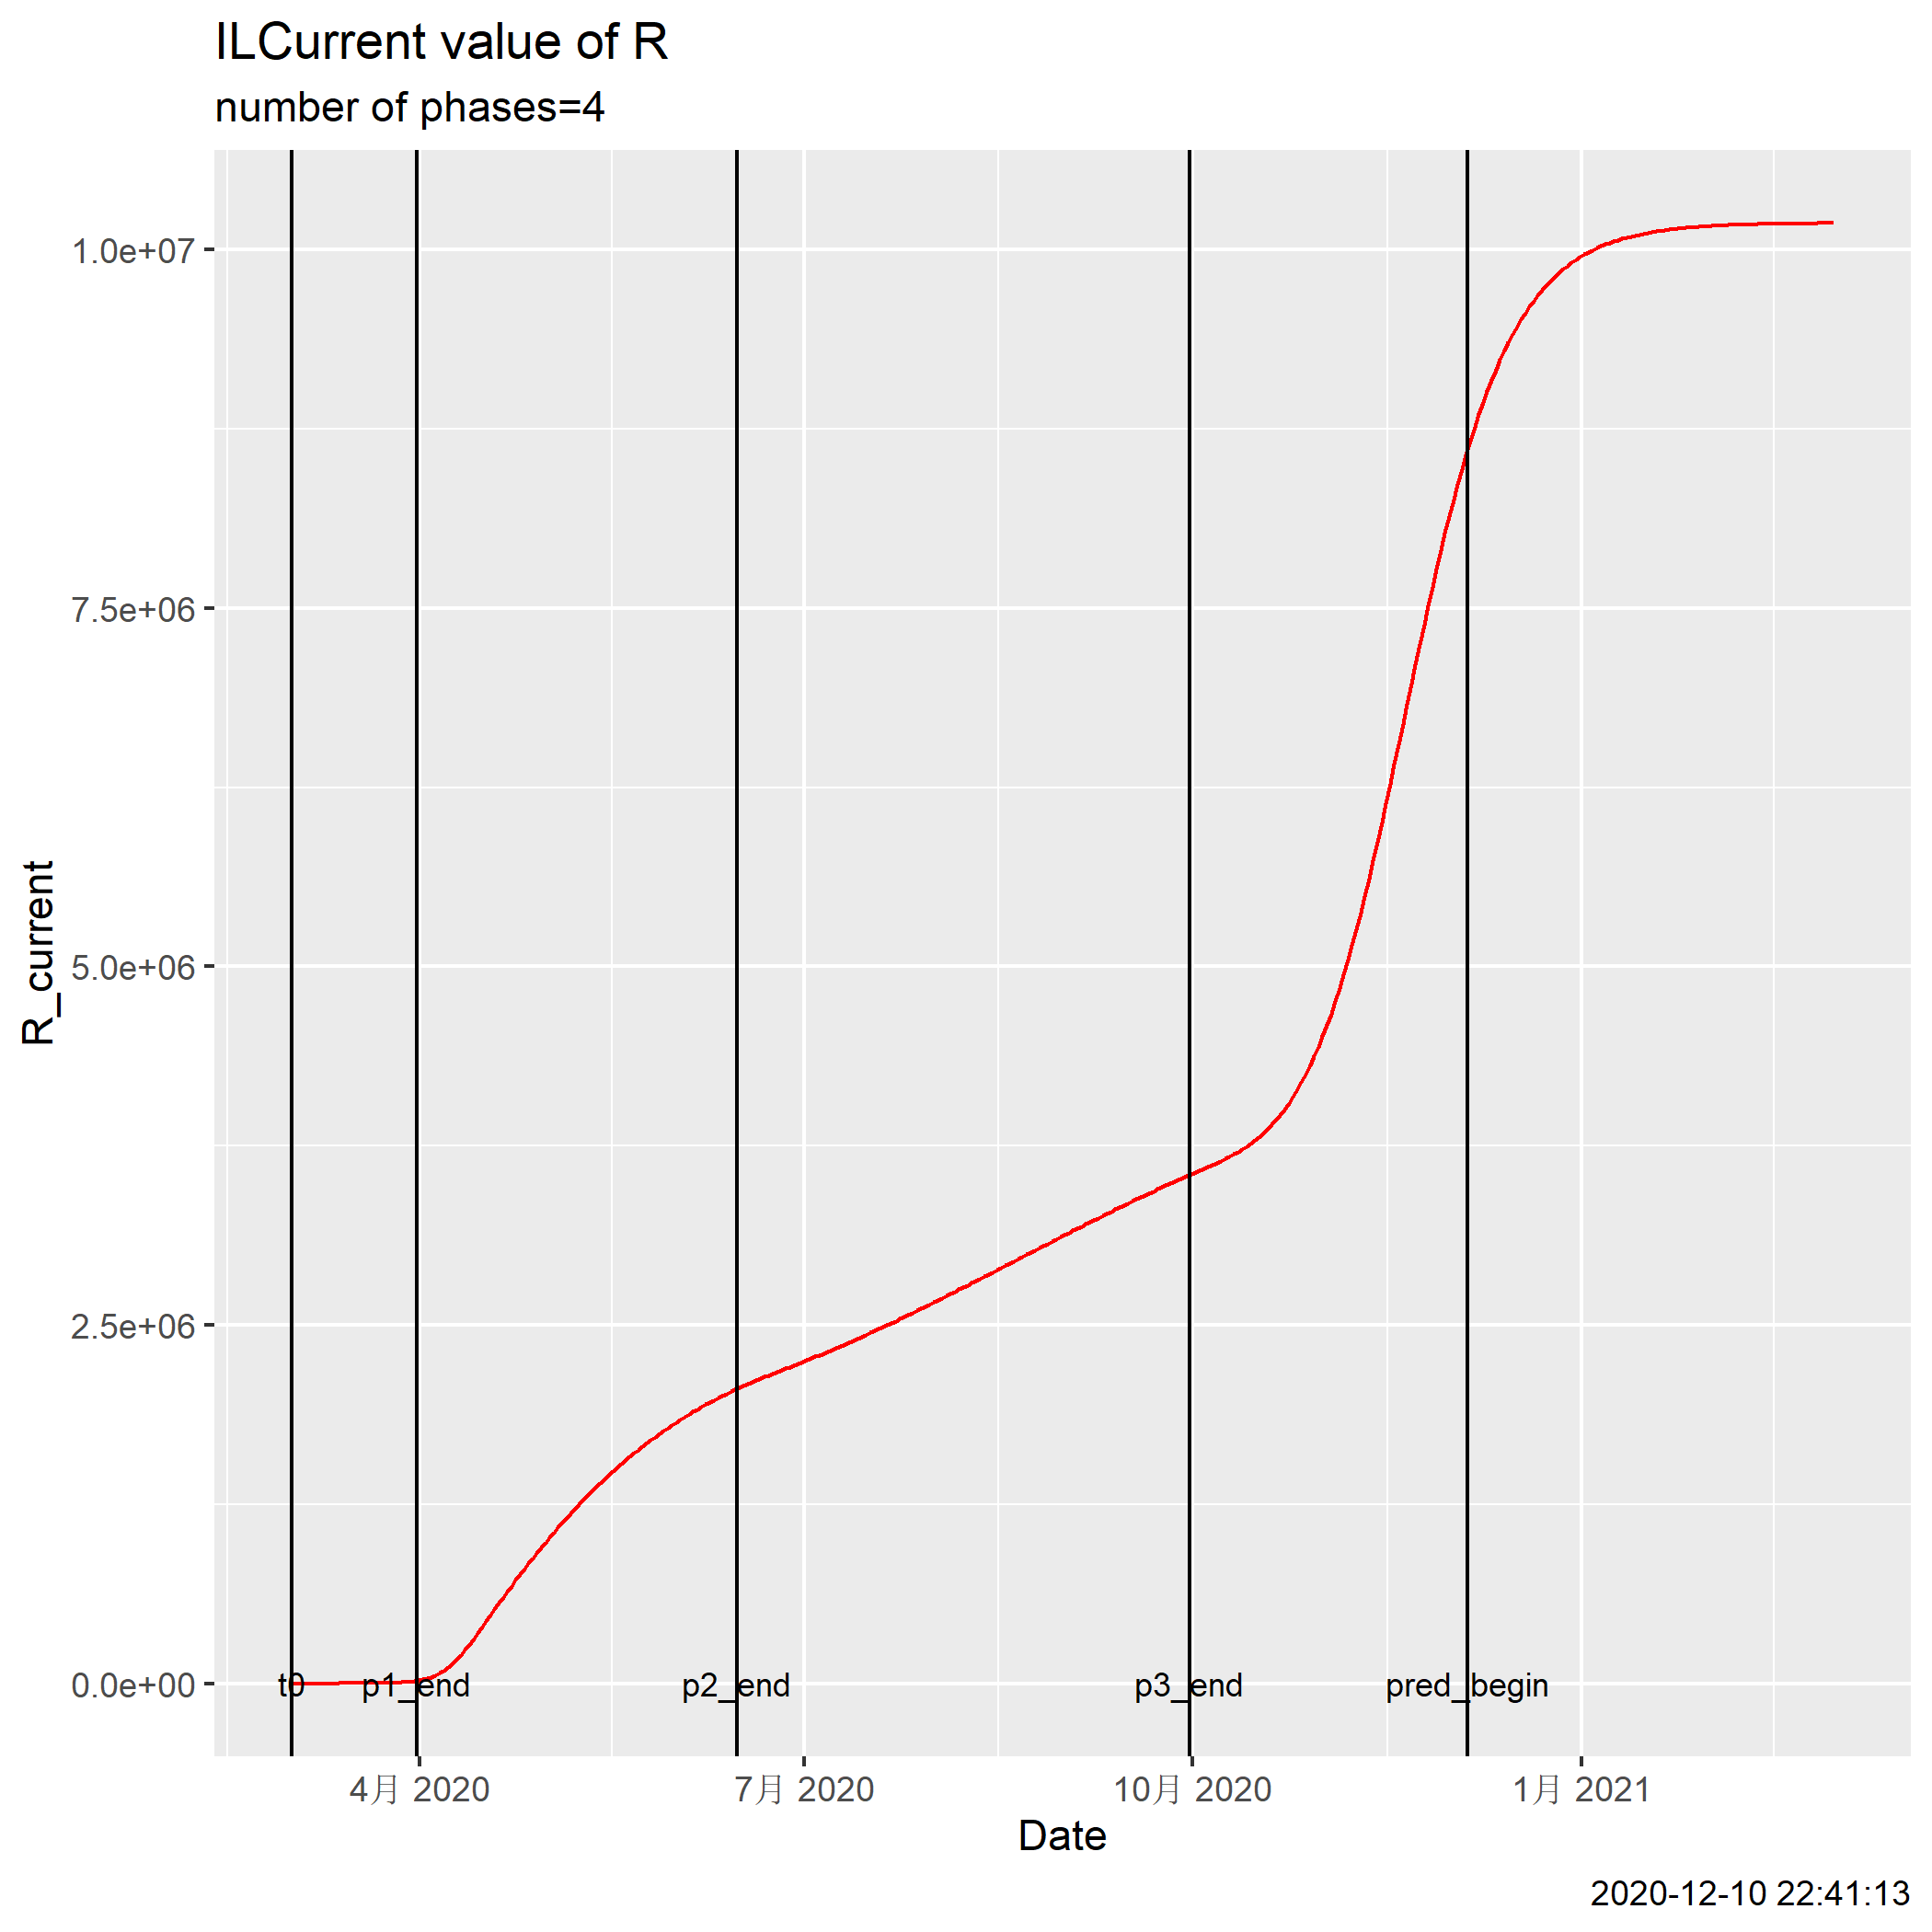 ILCurrent value of R
number of phases=4
R_current
1.0e+07
7.5e+06
5.0e+06
2.5e+06
0.0e+00
t0 p1_end p2_end p3_end pred_begin
4月 2020 7月 2020 10月 2020 1月 2021
Date
2020-12-10 22:41:13